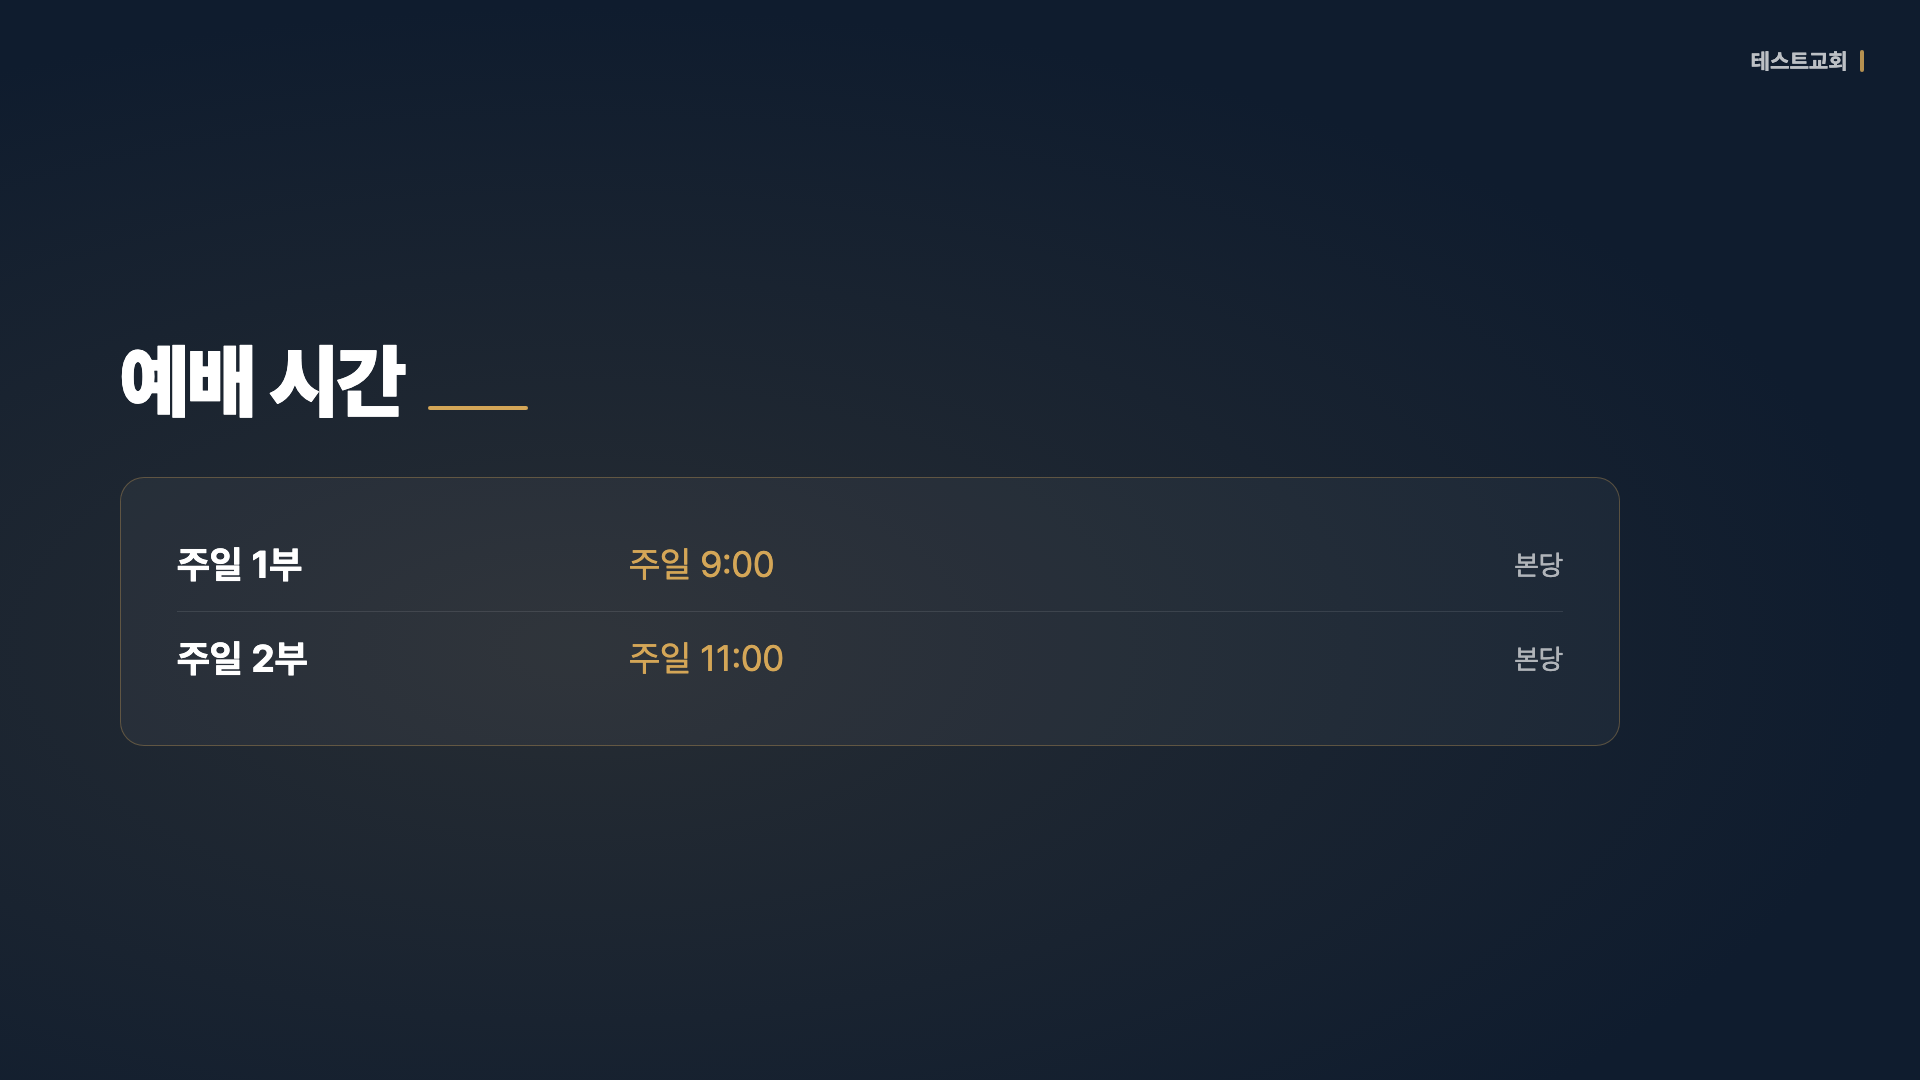 테스트교회
예배 시간
주일 1부 주일 9:00 본당
주일 2부 주일 11:00 본당